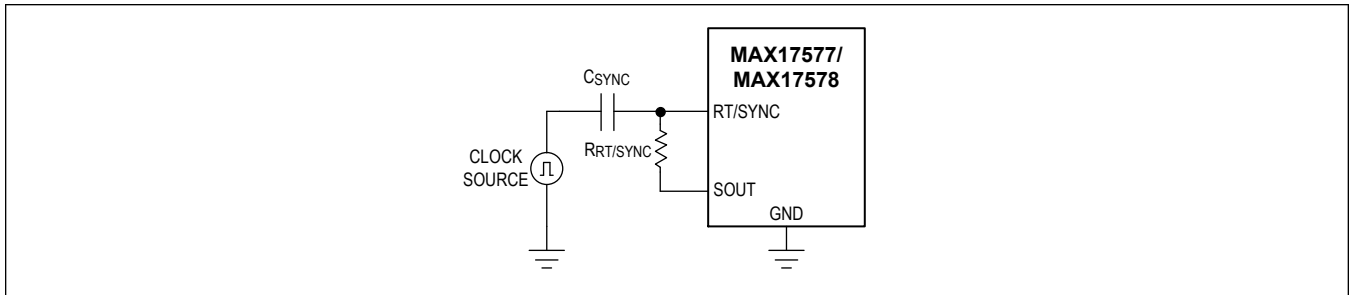 MAX17577/
MAX17578
CSYNC
RT/SYNC
RRT/SYNC
CLOCK
SOURCE
SOUT
GND